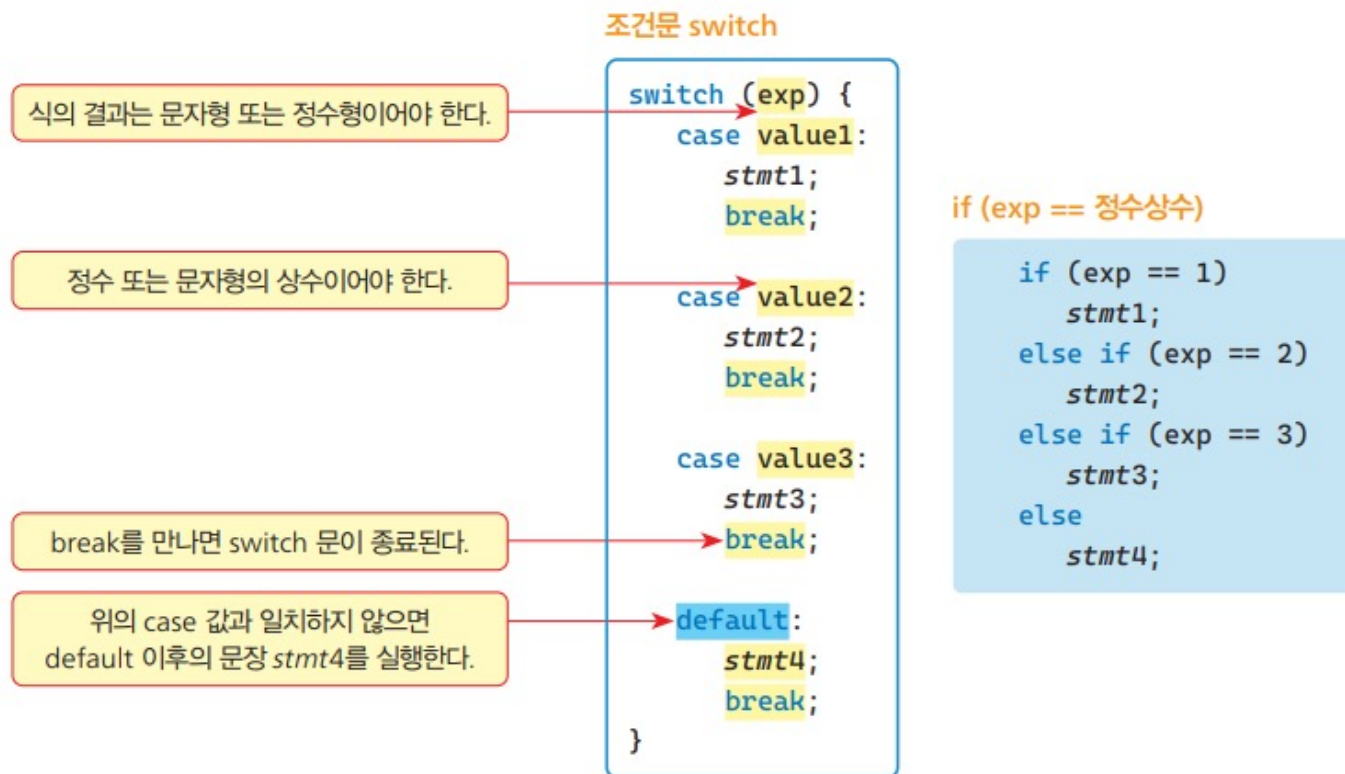 조건문 switch
식의 결과는 문자형 또는 정수형이어야 한다.
정수 또는 문자형의 상수이어야 한다.
break를 만나면 switch 문이 종료된다.
위의 case 값과 일치하지 않으면
default 이후의 문장 stmt4를 실행한다.
switch (exp) {
case value1:
stmt1;
break;
case value2:
stmt2;
break;
case value3:
stmt3;
break;
default:
stmt4;
break;
}
if (exp == 정수상수)
if (exp == 1)
stmt1;
else if (exp == 2)
stmt2;
else if (exp == 3)
stmt3;
else
stmt4;